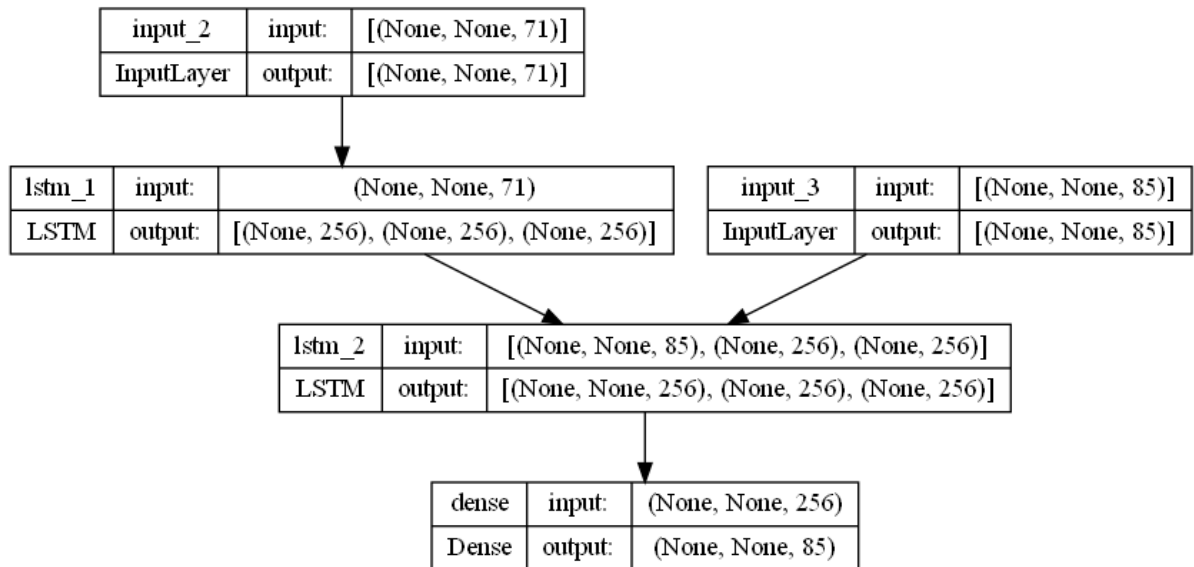 input_2 input: [(None, None, 71)]
InputLayer output: [(None, None, 71)]
lstm_1 input: (None, None, 71)
LSTM output: [(None, 256), (None, 256), (None, 256)]
input_3 input: [(None, None, 85)]
InputLayer output: [(None, None, 85)]
lstm_2 input: [(None, None, 85), (None, 256), (None, 256)]
LSTM output: [(None, None, 256), (None, 256), (None, 256)]
dense input: (None, None, 256)
Dense output: (None, None, 85)